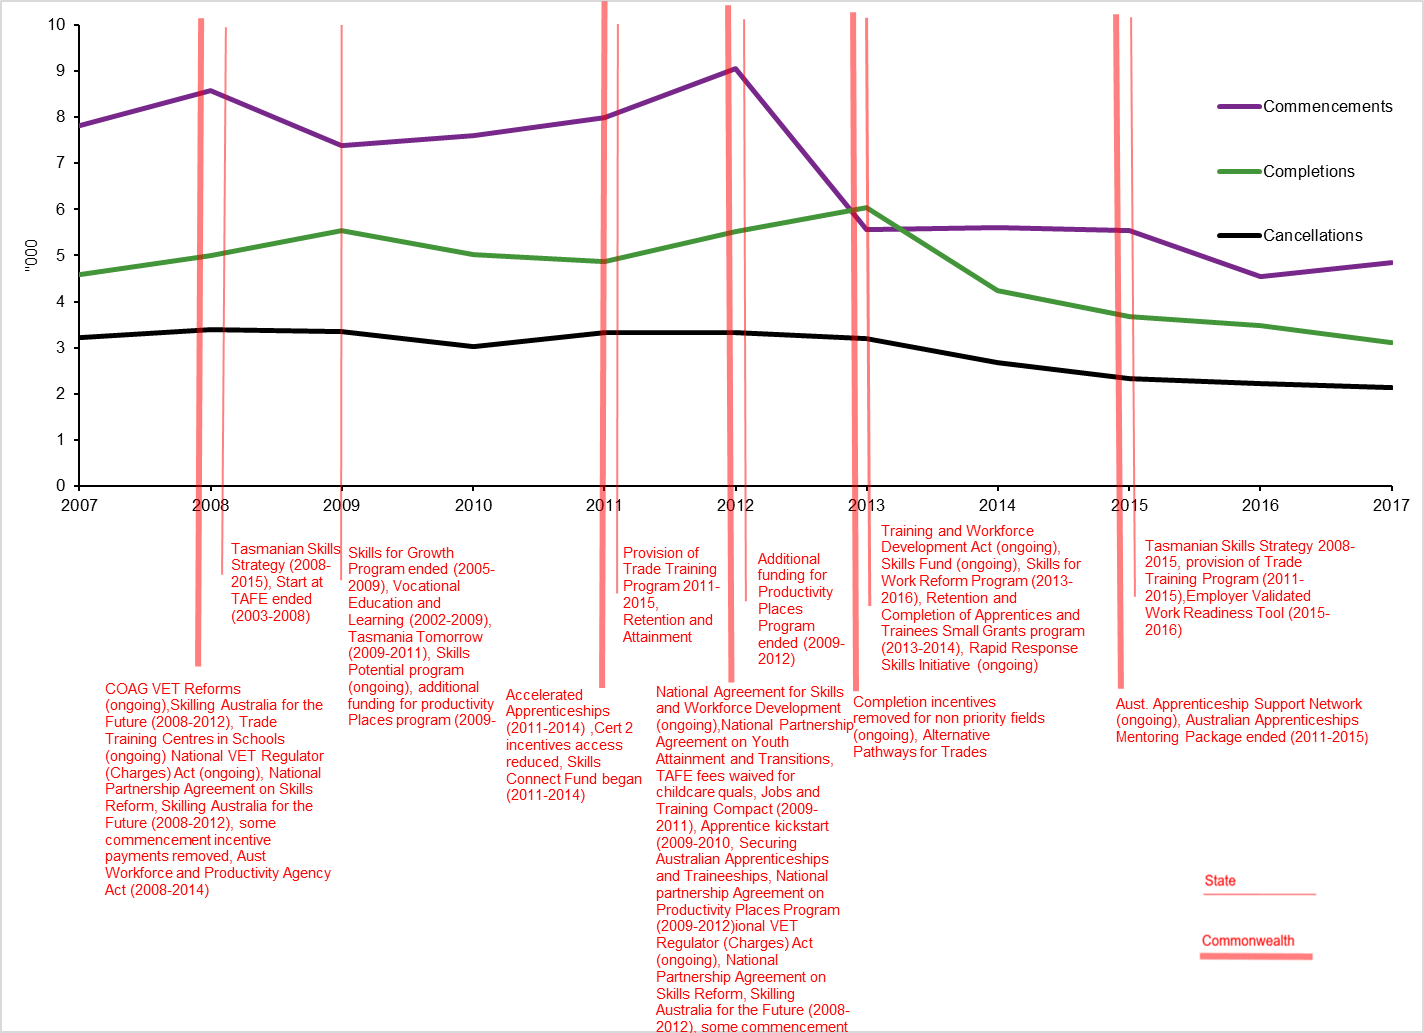 10
9
8
7
6
5
4
3
2
1
0
"000
2007 2008 2009 2010 2011 2012 2013 2014 2015 2016 2017
Commencements
Completions
Cancellations
Tasmanian Skills
Strategy (2008-
2015), Start at
TAFE ended
(2003-2008)
Skills for Growth
Program ended (2005-
2009), Vocational
Education and
Learning (2002-2009),
Tasmania Tomorrow
(2009-2011), Skills
Potential program
(ongoing), additional
funding for productivity
Places program (2009-
Provision of
Trade Training
Program 2011-
2015,
Retention and
Attainment
Additional
funding for
Productivity
Places
Program
ended (2009-
2012)
Training and Workforce
Development Act (ongoing),
Skills Fund (ongoing), Skills for
Work Reform Program (2013-
2016), Retention and
Completion of Apprentices and
Trainees Small Grants program
(2013-2014), Rapid Response
Skills Initiative (ongoing)
Tasmanian Skills Strategy 2008-
2015, provision of Trade
Training Program (2011-
2015),Employer Validated
Work Readiness Tool (2015-
2016)
COAG VET Reforms
(ongoing),Skilling Australia for the
Future (2008-2012), Trade
Training Centres in Schools
(ongoing) National VET Regulator
(Charges) Act (ongoing), National
Partnership Agreement on Skills
Reform, Skilling Australia for the
Future (2008-2012), some
commencement incentive
payments removed, Aust
Workforce and Productivity Agency
Act (2008-2014)
Accelerated
Apprenticeships
(2011-2014) ,Cert 2
incentives access
reduced, Skills
Connect Fund began
(2011-2014)
National Agreement for Skills
and Workforce Development
(ongoing),National Partnership
Agreement on Youth
Attainment and Transitions,
TAFE fees waived for
childcare quals, Jobs and
Training Compact (2009-
2011), Apprentice kickstart
(2009-2010, Securing
Australian Apprenticeships
and Traineeships, National
partnership Agreement on
Productivity Places Program
(2009-2012)ional VET
Regulator (Charges) Act
(ongoing), National
Partnership Agreement on
Skills Reform, Skilling
Australia for the Future (2008-
2012), some commencement
Completion incentives
removed for non priority fields
(ongoing), Alternative
Pathways for Trades
Aust. Apprenticeship Support Network
(ongoing), Australian Apprenticeships
Mentoring Package ended (2011-2015)
State
Commonwealth